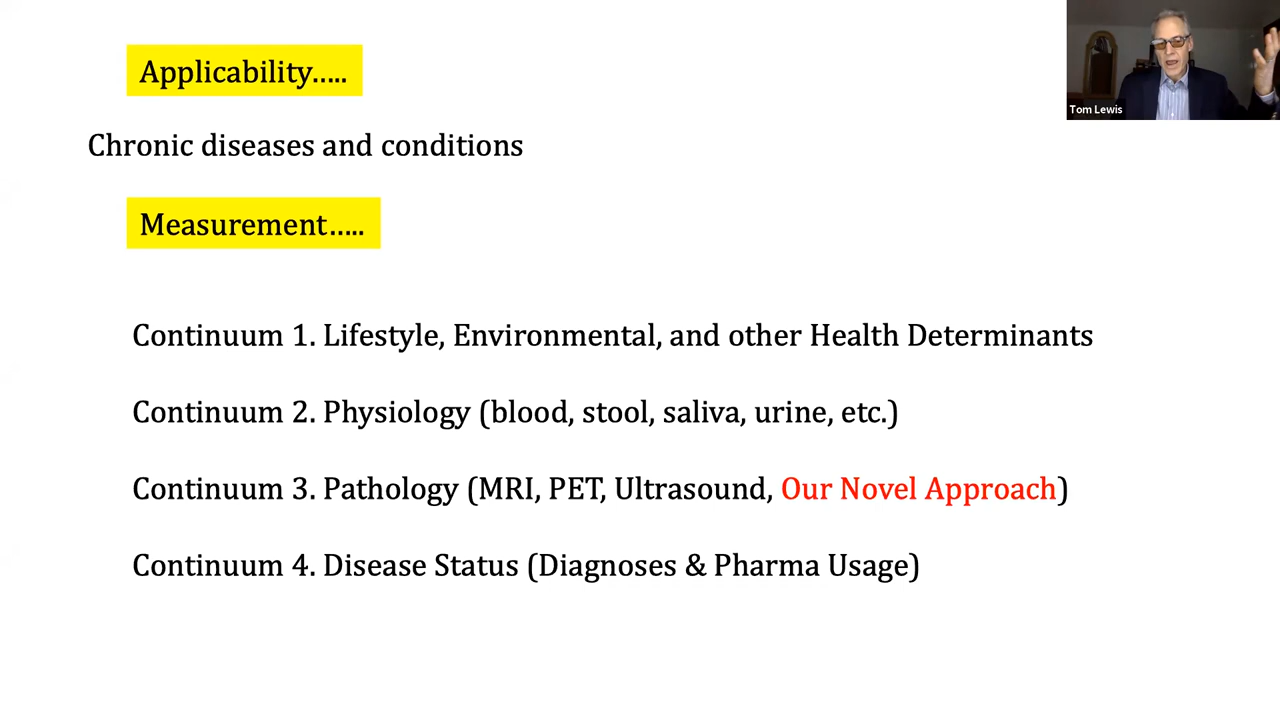 Applicability.....
Tom Lewis
Chronic diseases and conditions
Measurement.....
Continuum 1. Lifestyle, Environmental, and other Health Determinants
Continuum 2. Physiology (blood, stool, saliva, urine, etc.)
Continuum 3. Pathology (MRI, PET, Ultrasound, Our Novel Approach)
Continuum 4. Disease Status (Diagnoses & Pharma Usage)